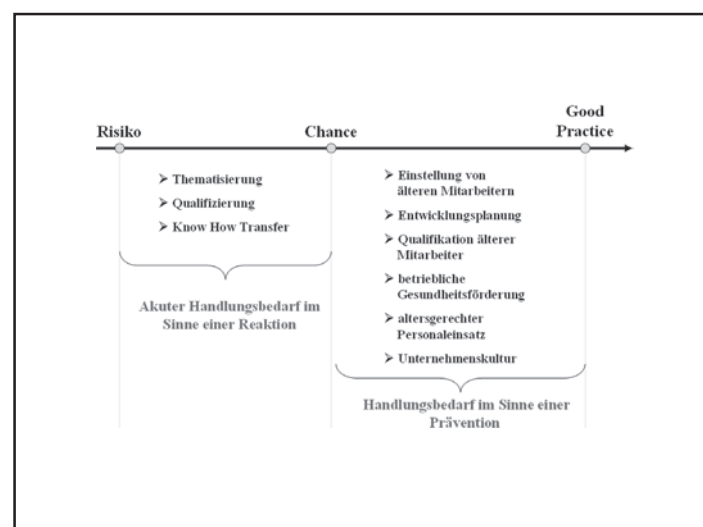 Risiko
Chance
Good
Practice
➢ Thematisierung
➢ Qualifizierung
➢ Know How Transfer
Akuter Handlungsbedarf im
Sinne einer Reaktion
➢ Einstellung von
älteren Mitarbeitern
➢ Entwicklungsplanung
➢ Qualifikation älterer
Mitarbeiter
➢ betriebliche
Gesundheitsförderung
➢ altersgerechter
Personaleinsatz
➢ Unternehmenskultur
Handlungsbedarf im Sinne einer
Prävention